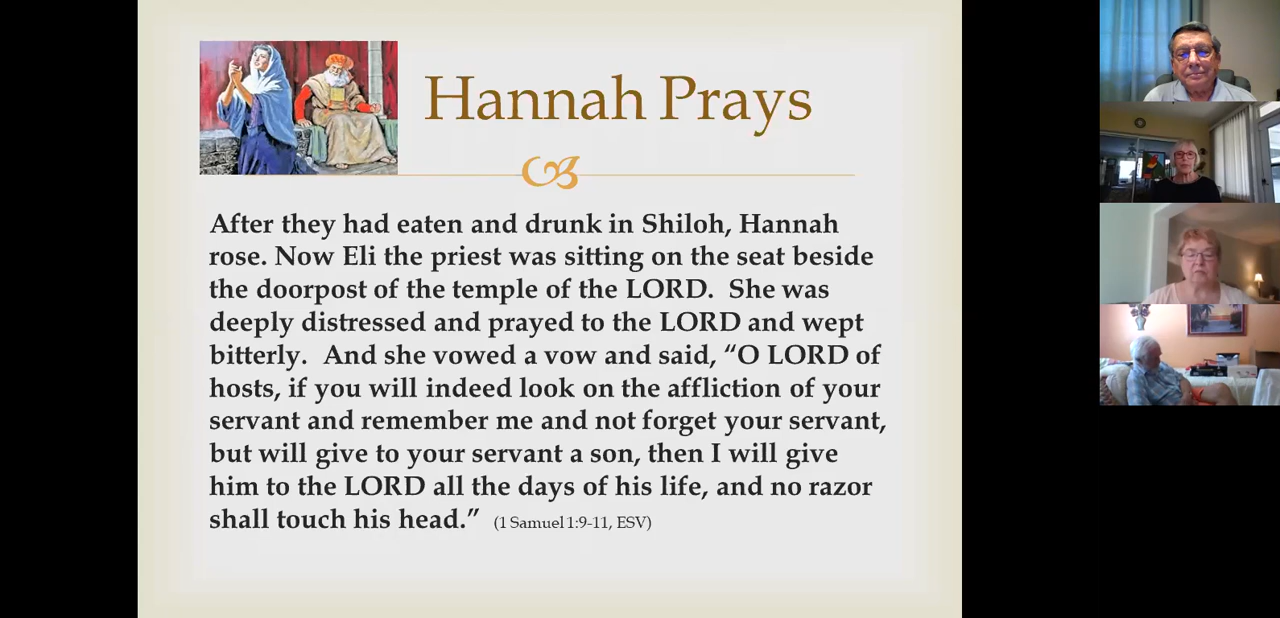 Hannah Prays
After they had eaten and drunk in Shiloh, Hannah
rose. Now Eli the priest was sitting on the seat beside
the doorpost of the temple of the LORD.  She was
deeply distressed and prayed to the LORD and wept
bitterly.  And she vowed a vow and said, “O LORD of
hosts, if you will indeed look on the affliction of your
servant and remember me and not forget your servant,
but will give to your servant a son, then I will give
him to the LORD all the days of his life, and no razor
shall touch his head.”  (1 Samuel 1:9-11, ESV)